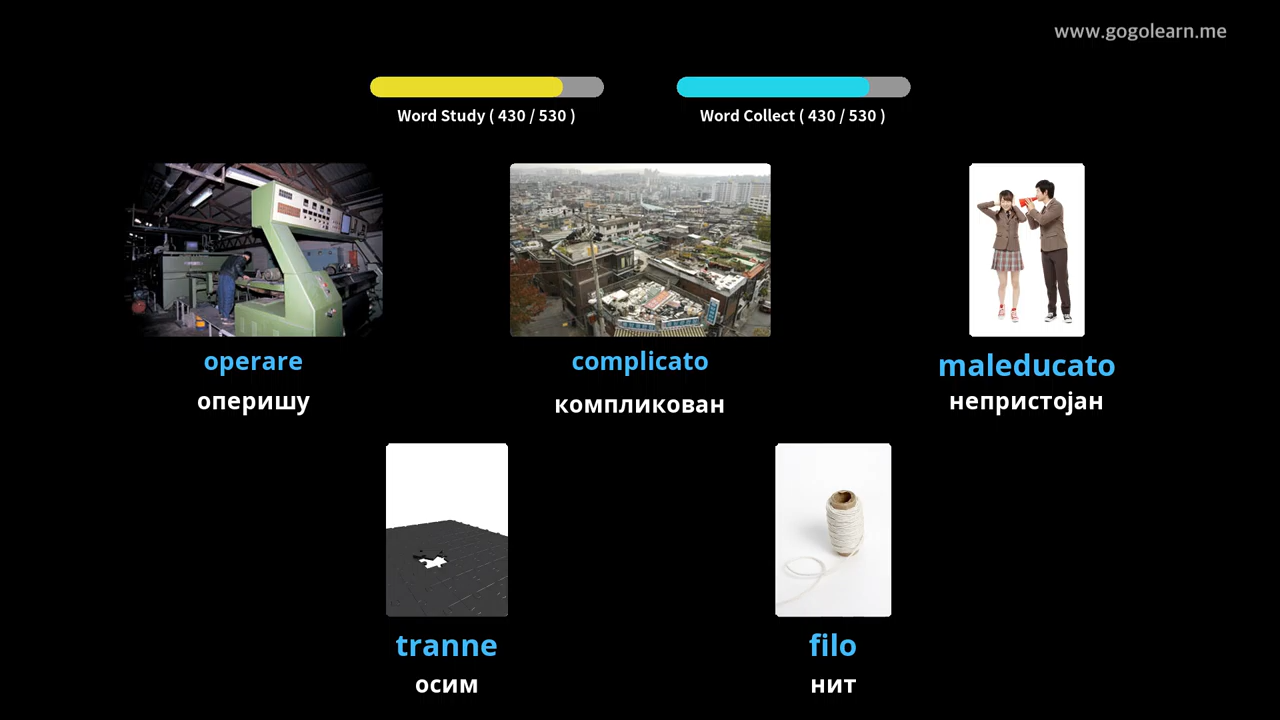 www.gogolearn.me
Word Study ( 430 / 530 )
Word Collect ( 430 / 530 )
operare
complicato
maleducato
оперишу
компликован
непристојан
tranne
filo
осим
нит